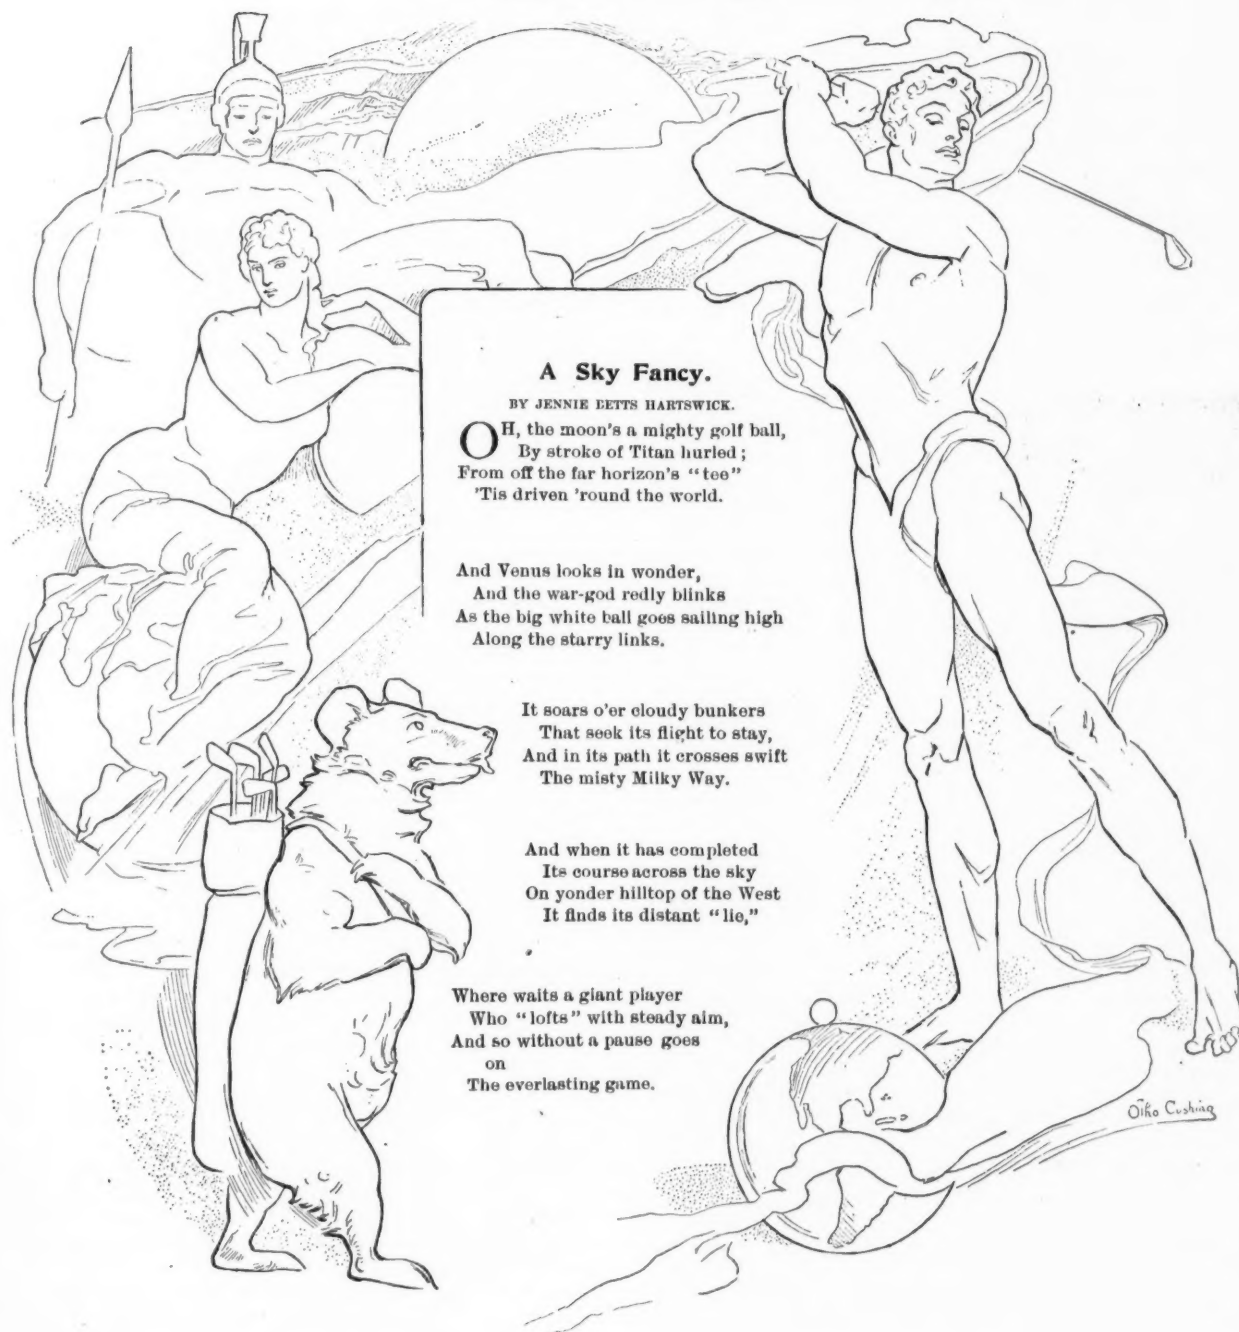 A Sky Fancy.
BY JENNIE BETTS HARTSWICK.
OH, the moon's a mighty golf ball,
By stroke of Titan hurled;
From off the far horizon's "tee"
'Tis driven 'round the world.
And Venus looks in wonder,
And the war-god redly blinks
As the big white ball goes sailing high
Along the starry links.
It soars o'er cloudy bunkers
That seek its flight to stay,
And in its path it crosses swift
The misty Milky Way.
And when it has completed
Its course across the sky
On yonder hilltop of the West
It finds its distant "lie,"
Where waits a giant player
Who "lofts" with steady aim,
And so without a pause goes
on
The everlasting game.
Otho Cushing